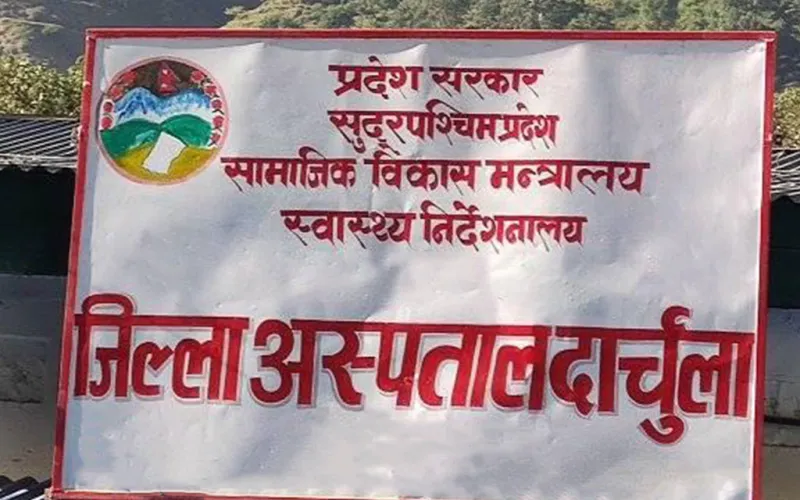 प्रदेश सरकार
सुदुरपश्चिम प्रदेश
सामाजिक विकास मन्त्रालय
स्वास्थ्य निर्देशनालय
जिल्ला अस्पताल दार्चुला